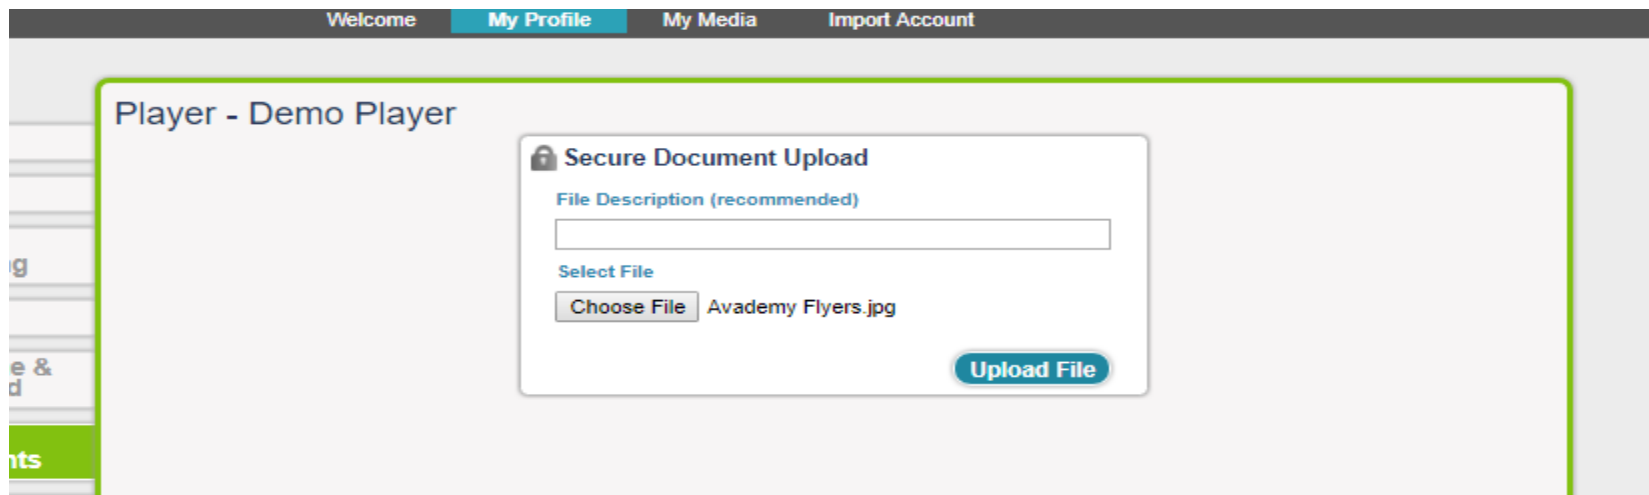 Welcome My Profile My Media Import Account
Player - Demo Player
Secure Document Upload
File Description (recommended)
Select File
Choose File Avademy Flyers.jpg
Upload File